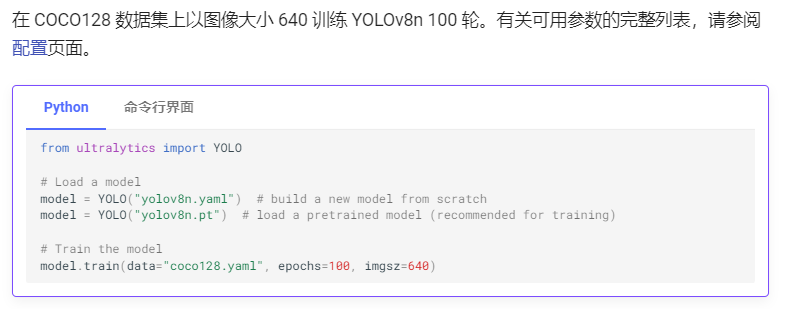 在 COCO128 数据集上以图像大小 640 训练 YOLOv8n 100 轮。有关可用参数的完整列表，请参阅
配置页面。
Python 命令行界面
from ultralytics import YOLO
# Load a model
model = YOLO("yolov8n.yaml")  # build a new model from scratch
model = YOLO("yolov8n.pt")  # load a pretrained model (recommended for training)
# Train the model
model.train(data="coco128.yaml", epochs=100, imgsz=640)